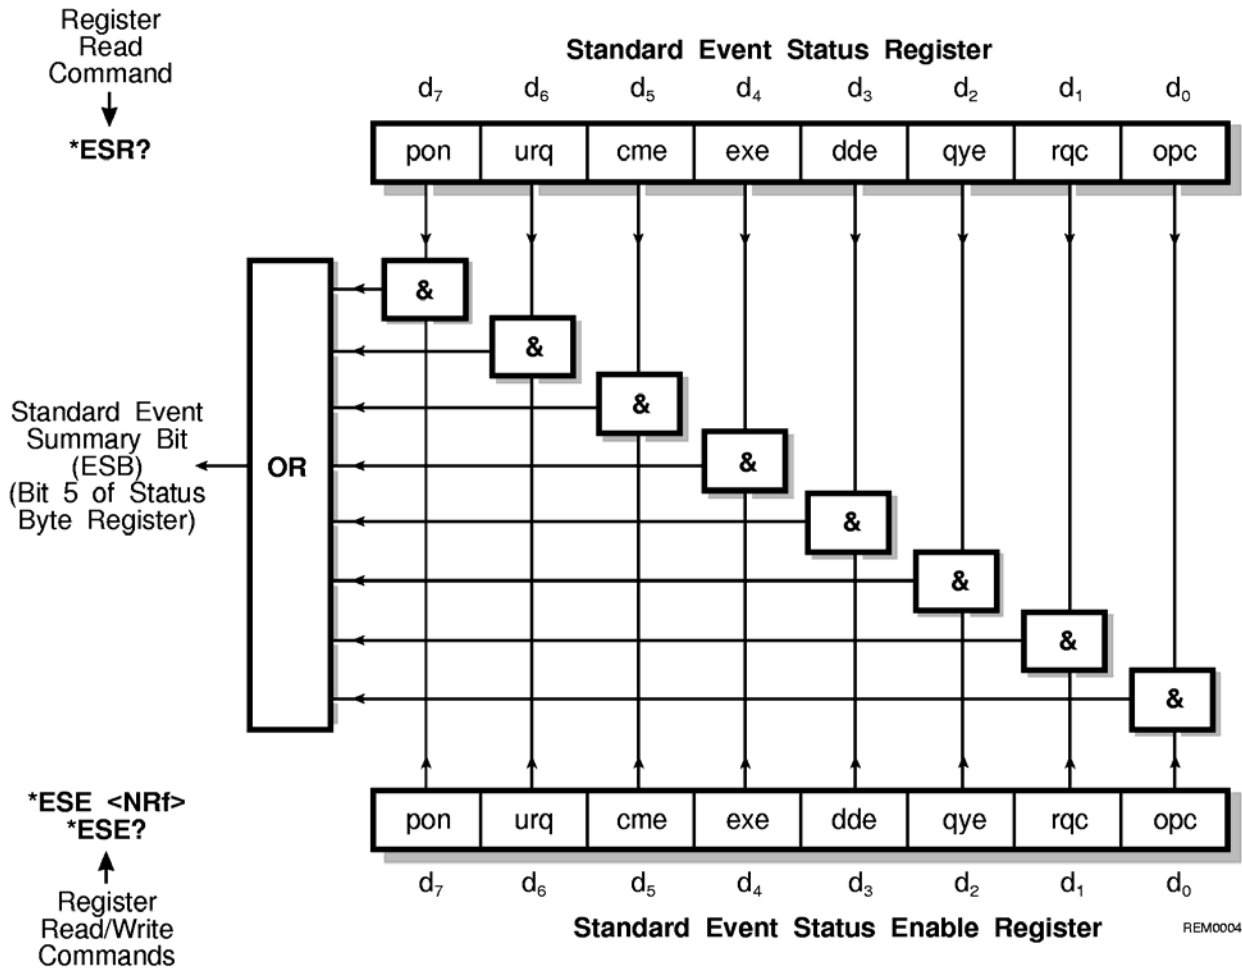 Register
Read
Command
*ESR?
Standard Event Status Register
d7 d6 d5 d4 d3 d2 d1 d0
pon urq cme exe dde qye rqc opc
&
&
&
&
&
&
&
&
OR
Standard Event
Summary Bit
(ESB)
(Bit 5 of Status
Byte Register)
*ESE <NRf>
*ESE?
Register
Read/Write
Commands
pon urq cme exe dde qye rqc opc
d7 d6 d5 d4 d3 d2 d1 d0
Standard Event Status Enable Register
REM0004